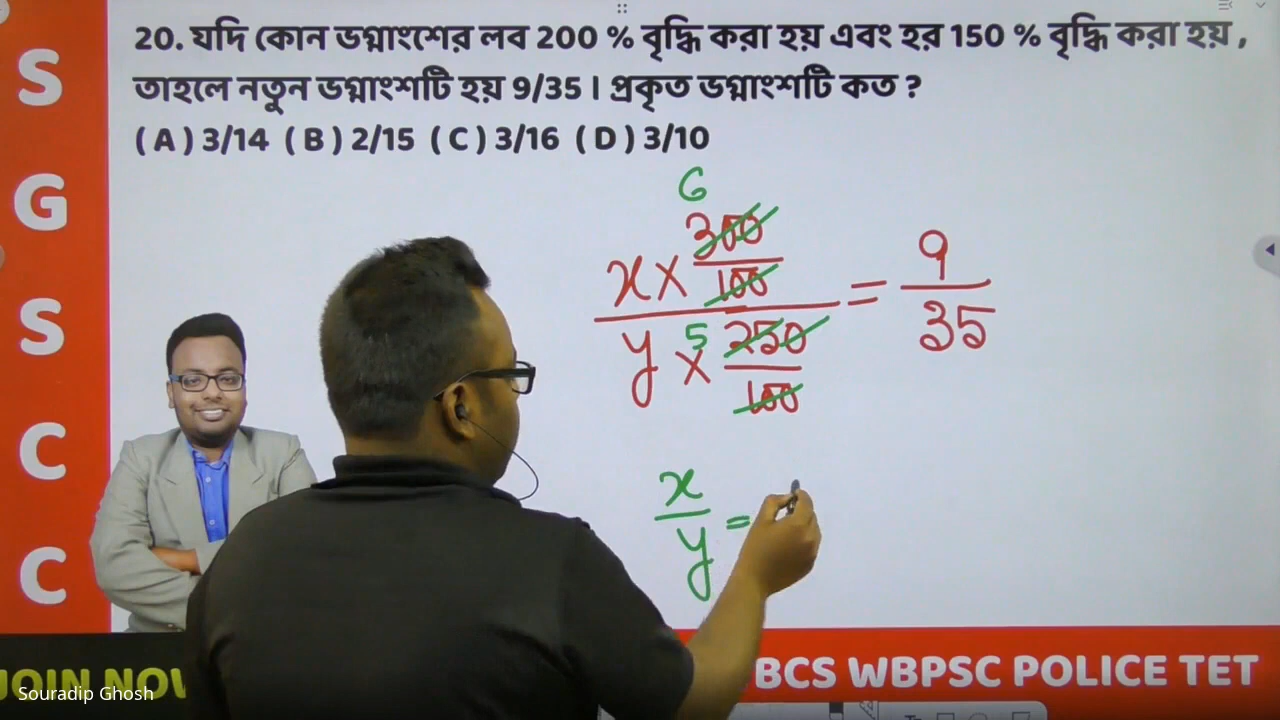 20. যদি কোন ভগ্নাংশের লব 200 % বৃদ্ধি করা হয় এবং হর 150 % বৃদ্ধি করা হয় ,
তাহলে নতুন ভগ্নাংশটি হয় 9/35 । প্রকৃত ভগ্নাংশটি কত ?
( A ) 3/14 ( B ) 2/15 ( C ) 3/16 ( D ) 3/10
S
G
S
C
C
6
x × 300/100
y × 5 250/100
= 9/35
x/y =
JOIN
BCS WBPSC POLICE TET
Souradip Ghosh